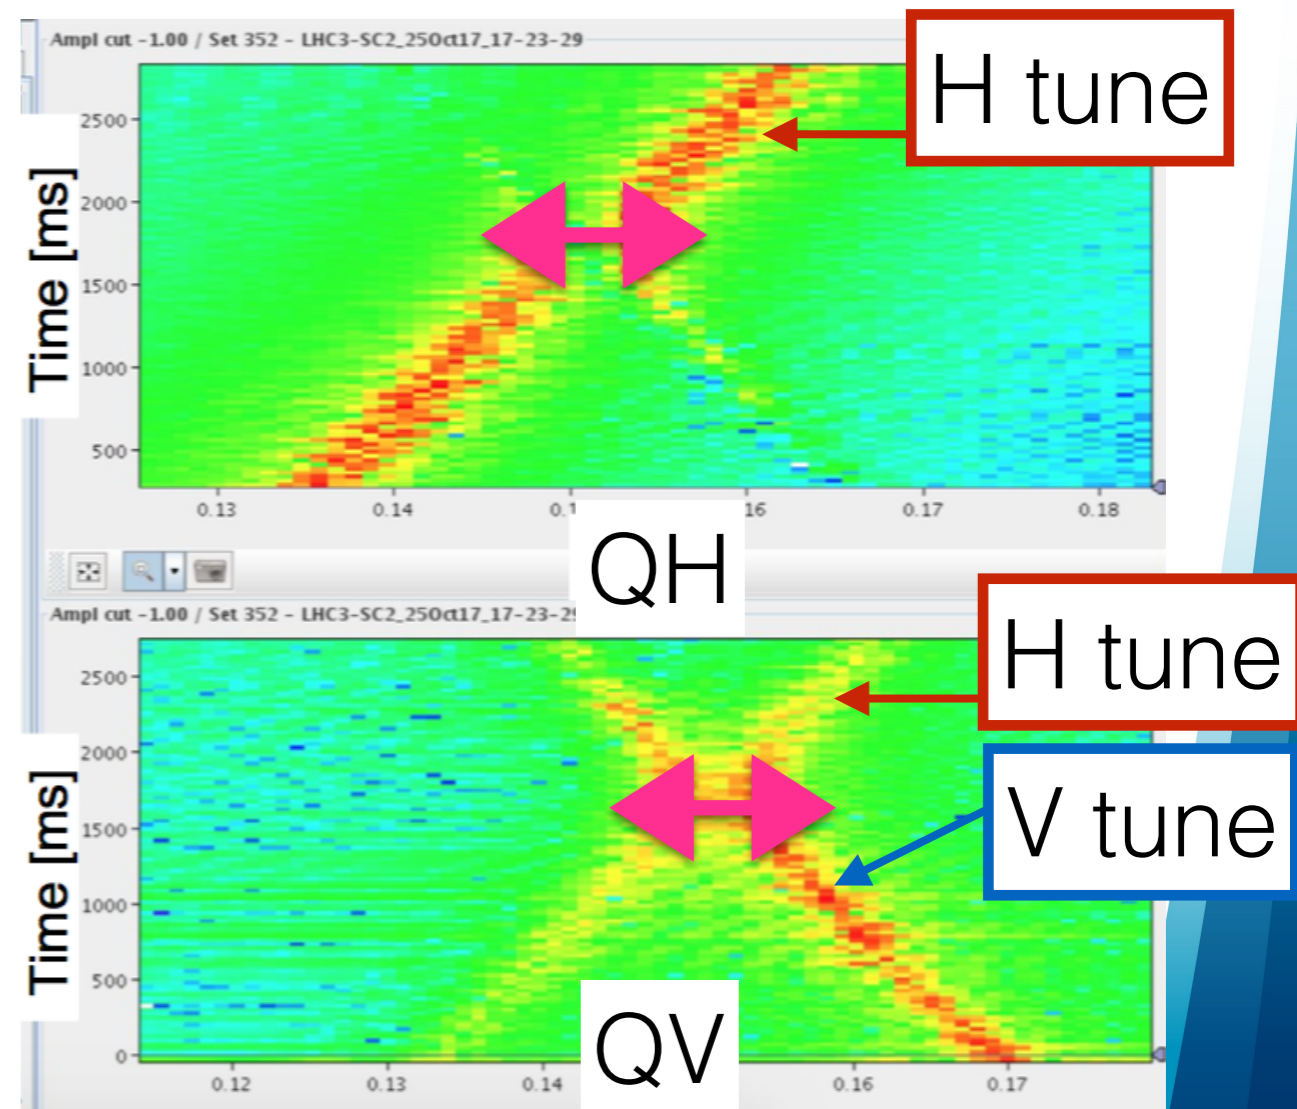 Ampl cut -1.00 / Set 352 - LHC3-SC2_25Oct17_17-23-29
H tune
Time [ms]
2500
2000
1500
1000
500
0.13 0.14 0.1 16 0.17 0.18
QH
Ampl cut -1.00 / Set 352 - LHC3-SC2_25Oct17_17-23-29
H tune
V tune
Time [ms]
2500
2000
1500
1000
500
0
0.12 0.13 0.14 0.16 0.17
QV